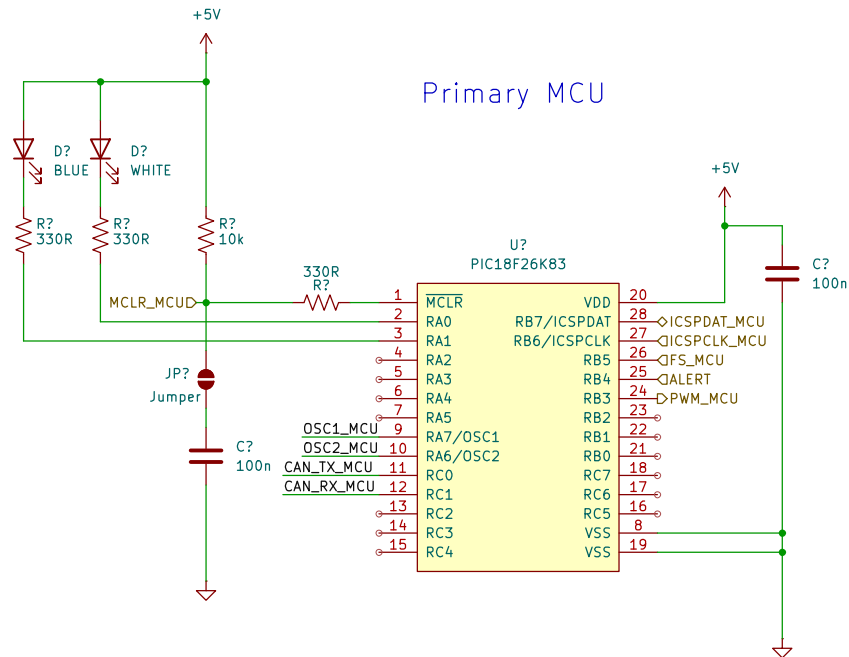 +5V
Primary MCU
D?
BLUE
D?
WHITE
+5V
R?
330R
R?
330R
R?
10k
U?
PIC18F26K83
C?
100n
330R
R?
MCLR_MCU
1 MCLR VDD 20
2 RA0 RB7/ICSPDAT 28 ICSPDAT_MCU
3 RA1 RB6/ICSPCLK 27 ICSPCLK_MCU
4 RA2 RB5 26 FS_MCU
5 RA3 RB4 25 ALERT
6 RA4 RB3 24 PWM_MCU
7 RA5 RB2 23
OSC1_MCU 9 RA7/OSC1 RB1 22
OSC2_MCU 10 RA6/OSC2 RB0 21
CAN_TX_MCU 11 RC0 RC7 18
CAN_RX_MCU 12 RC1 RC6 17
13 RC2 RC5 16
14 RC3 VSS 8
15 RC4 VSS 19
JP?
Jumper
C?
100n